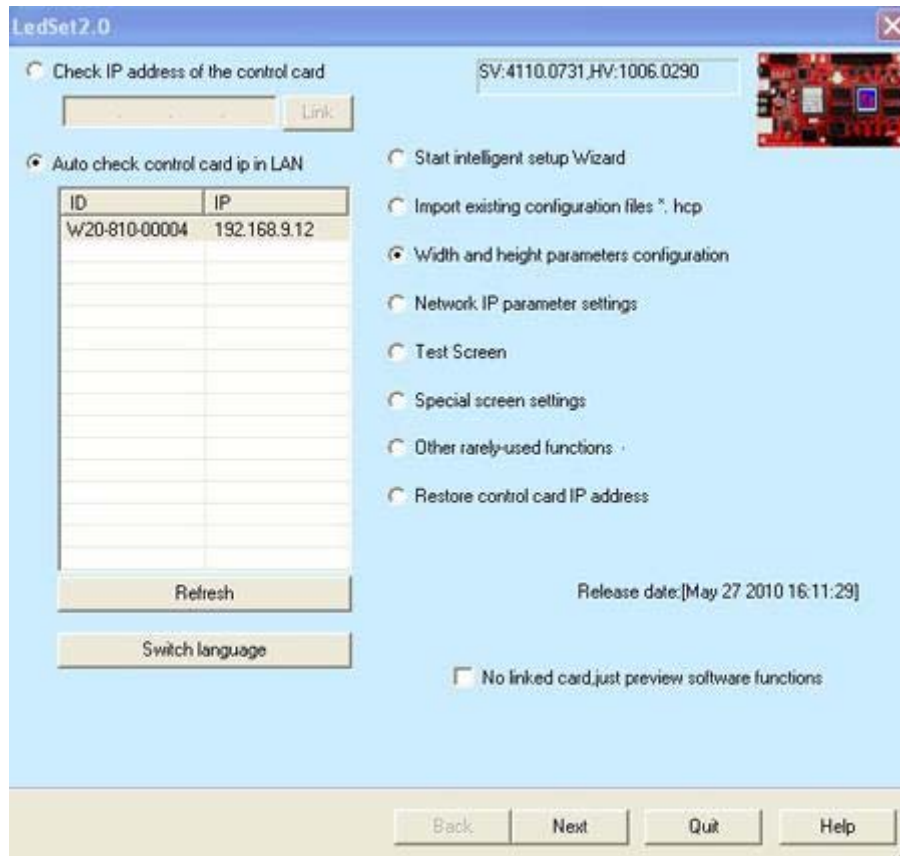 LedSet2.0
Check IP address of the control card
SV:4110.0731,HV:1006.0290
Link
Auto check control card ip in LAN
ID IP
W20-810-00004 192.168.9.12
Start intelligent setup Wizard
Import existing configuration files *. hcp
Width and height parameters configuration
Network IP parameter settings
Test Screen
Special screen settings
Other rarely-used functions
Restore control card IP address
Refresh
Release date:[May 27 2010 16:11:29]
Switch language
No linked card,just preview software functions
Back Next Quit Help